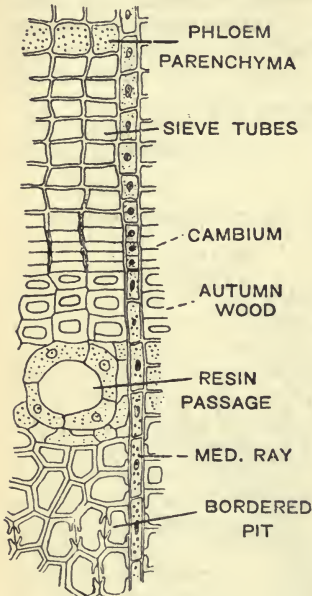 PHLOEM
PARENCHYMA
SIEVE TUBES
CAMBIUM
AUTUMN
WOOD
RESIN
PASSAGE
MED. RAY
BORDERED
PIT